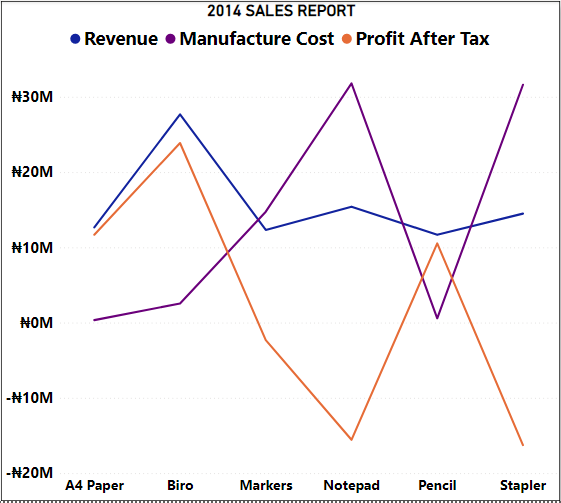 2014 SALES REPORT
Revenue Manufacture Cost Profit After Tax
₦30M
₦20M
₦10M
₦0M
-₦10M
-₦20M
A4 Paper Biro Markers Notepad Pencil Stapler